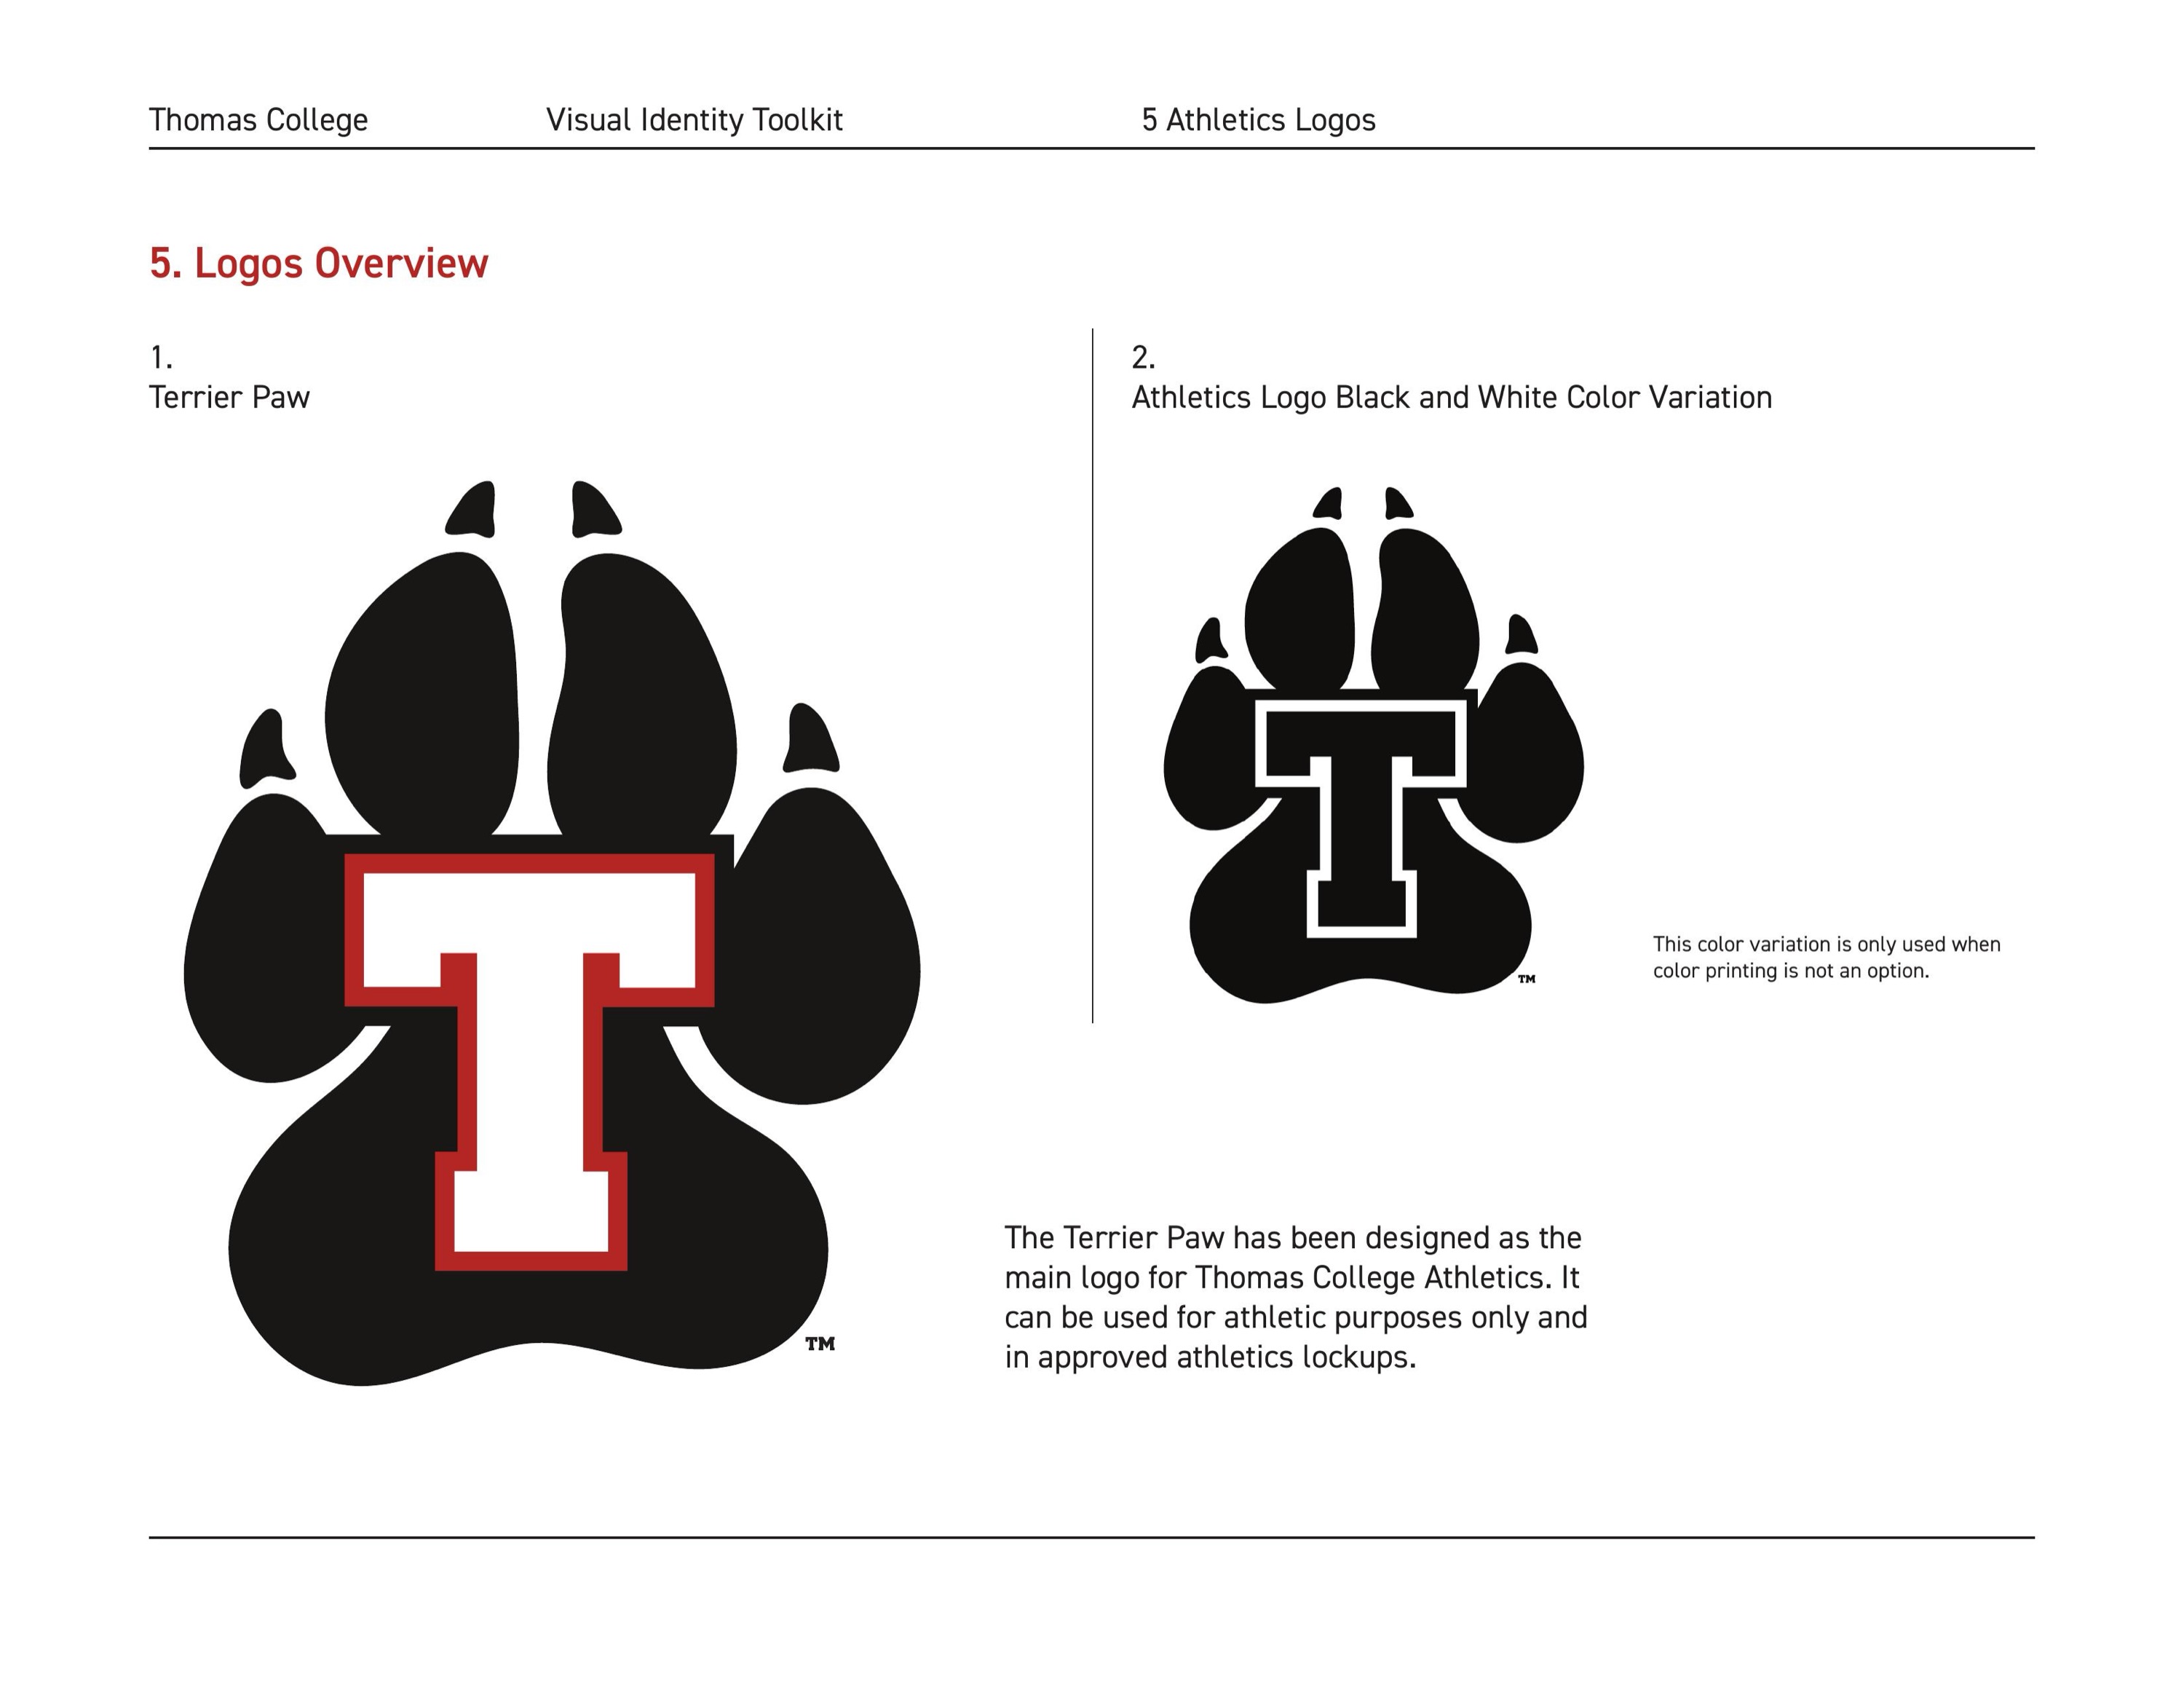 Thomas College Visual Identity Toolkit 5 Athletics Logos
5. Logos Overview
1.
Terrier Paw
T
TM
2.
Athletics Logo Black and White Color Variation
T
TM
This color variation is only used when
color printing is not an option.
The Terrier Paw has been designed as the
main logo for Thomas College Athletics. It
can be used for athletic purposes only and
in approved athletics lockups.